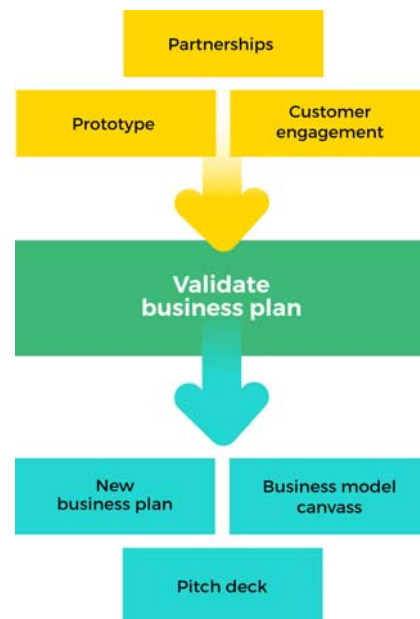 Partnerships
Prototype
Customer
engagement
Validate
business plan
New
business plan
Business model
canvass
Pitch deck